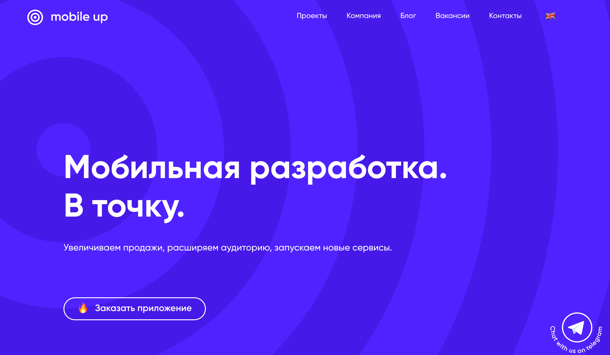 mobile up
Проекты Компания Блог Вакансии Контакты
Мобильная разработка.
В точку.
Увеличиваем продажи, расширяем аудиторию, запускаем новые сервисы.
Заказать приложение
Chat with us on telegram